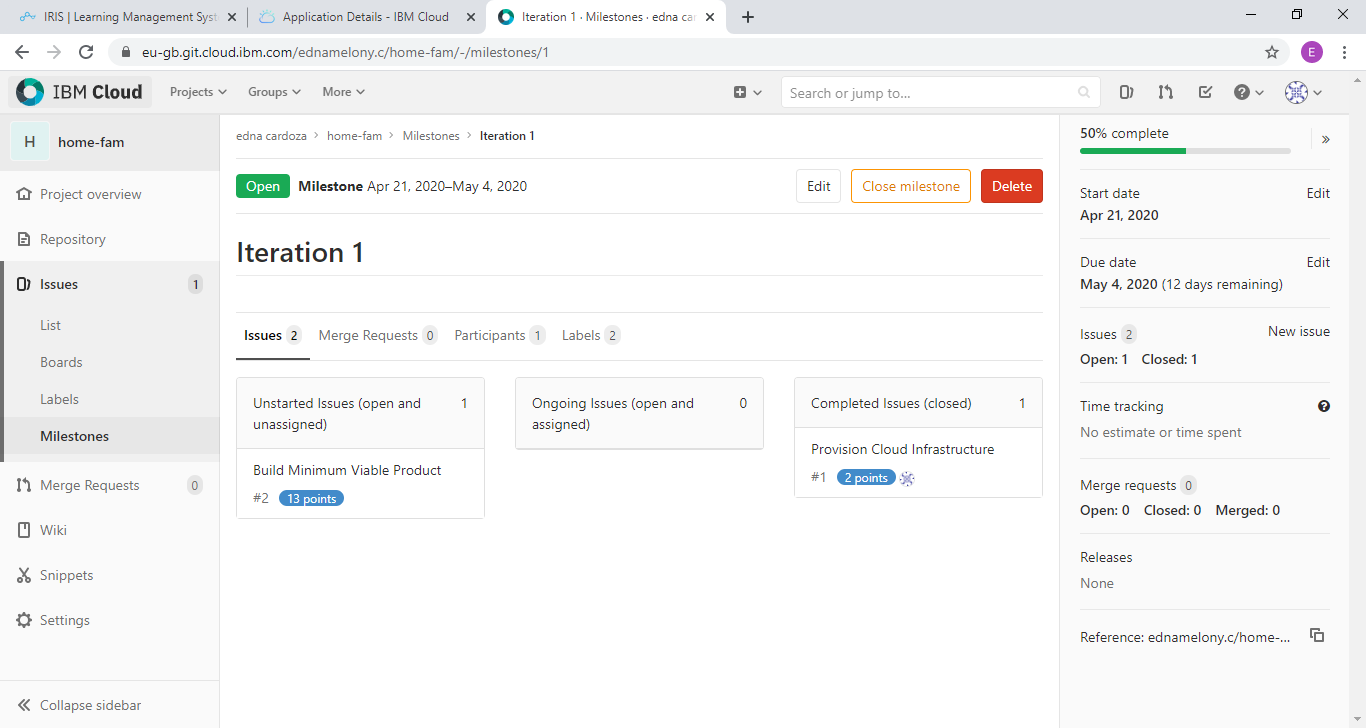 IRIS | Learning Management Syst
Application Details - IBM Cloud
Iteration 1 · Milestones · edna car
eu-gb.git.cloud.ibm.com/ednamelony.c/home-fam/-/milestones/1
E
IBM Cloud
Projects
Groups
More
Search or jump to...
H
home-fam
Project overview
Repository
Issues 1
List
Boards
Labels
Milestones
Merge Requests 0
Wiki
Snippets
Settings
Collapse sidebar
edna cardoza > home-fam > Milestones > Iteration 1
Open Milestone Apr 21, 2020–May 4, 2020
Edit
Close milestone
Delete
Iteration 1
Issues 2
Merge Requests 0
Participants 1
Labels 2
Unstarted Issues (open and
unassigned)
1
Build Minimum Viable Product
#2 13 points
Ongoing Issues (open and
assigned)
0
Completed Issues (closed)
1
Provision Cloud Infrastructure
#1 2 points
50% complete
»
Start date
Edit
Apr 21, 2020
Due date
Edit
May 4, 2020 (12 days remaining)
Issues 2
New issue
Open: 1 Closed: 1
Time tracking
No estimate or time spent
Merge requests 0
Open: 0 Closed: 0 Merged: 0
Releases
None
Reference: ednamelony.c/home-...